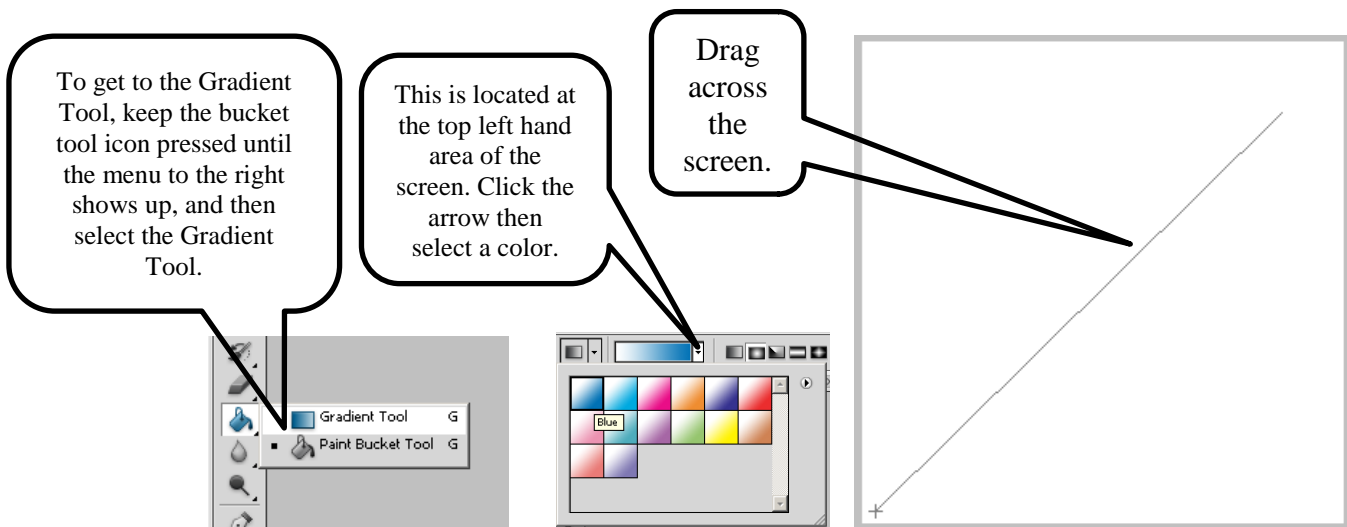 To get to the Gradient
Tool, keep the bucket
tool icon pressed until
the menu to the right
shows up, and then
select the Gradient
Tool.
This is located at
the top left hand
area of the
screen. Click the
arrow then
select a color.
Drag
across
the
screen.
Gradient Tool G
Paint Bucket Tool G
Blue